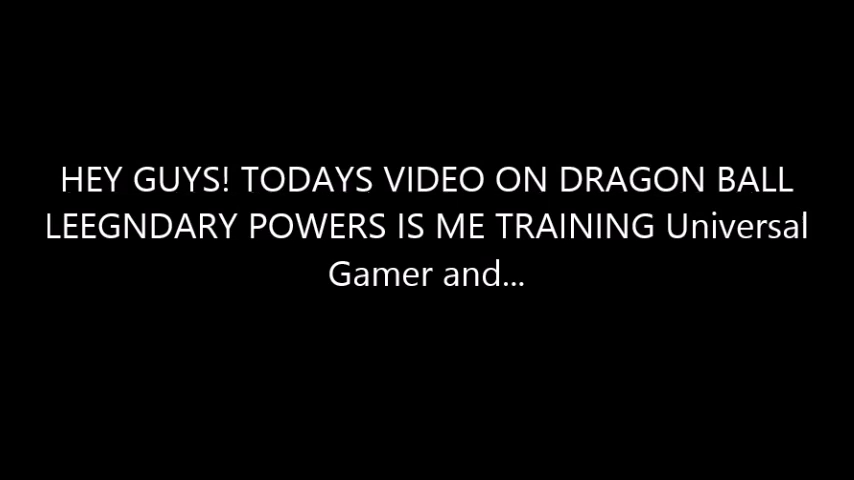 HEY GUYS! TODAYS VIDEO ON DRAGON BALL
LEEGNDARY POWERS IS ME TRAINING Universal
Gamer and...